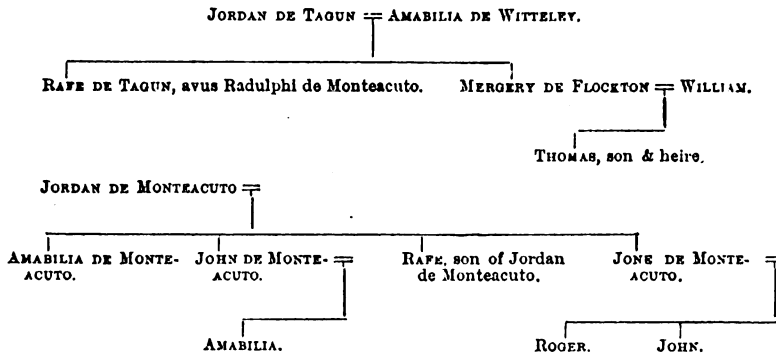 JORDAN DE TAGUN = AMABILIA DE WITTELEY.
RAFE DE TAGUN, avus Radulphi de Monteacuto. MERGERY DE FLOCKTON = WILLIAM.
THOMAS, son & heire.
JORDAN DE MONTEACUTO =
AMABILIA DE MONTE- JOHN DE MONTE- = RAFE, son of Jordan JONE DE MONTE- =
ACUTO. ACUTO. de Monteacuto. ACUTO.
AMABILIA. ROGER. JOHN.